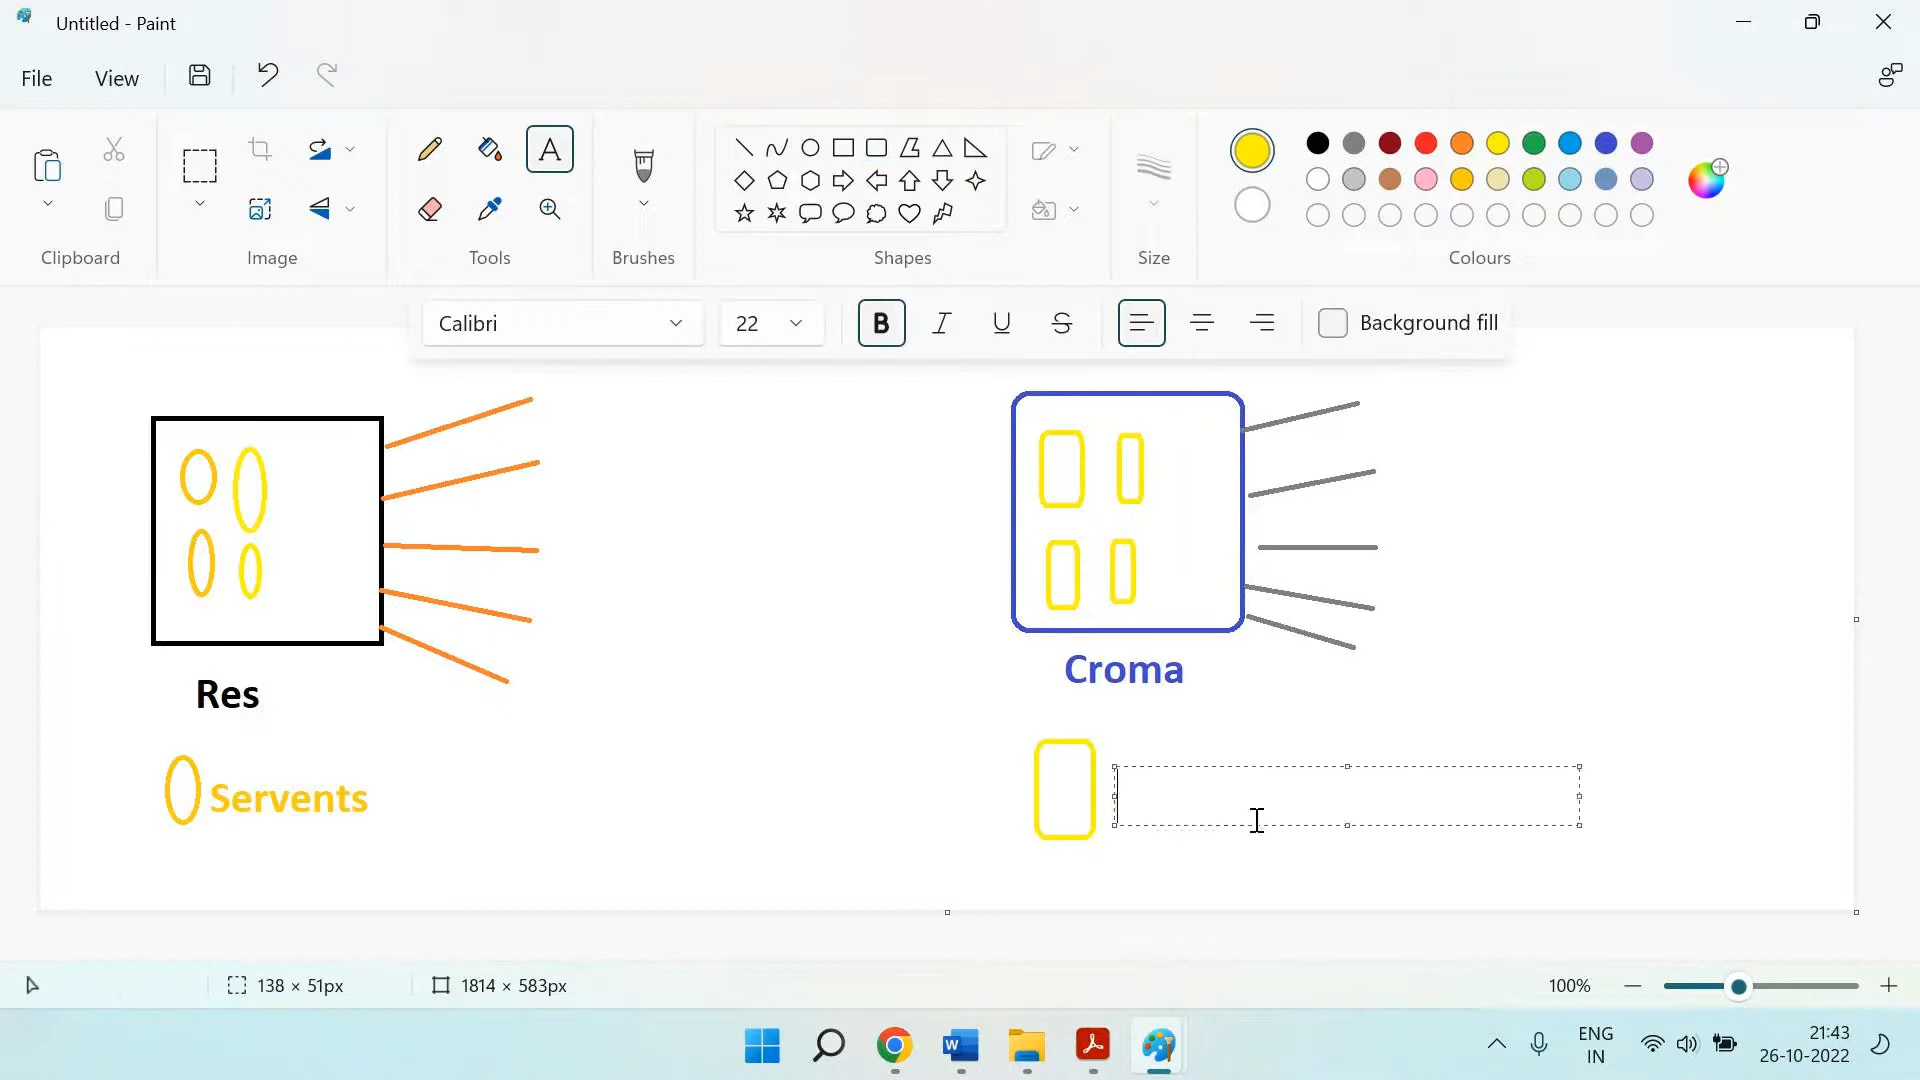 Untitled - Paint
File View
Clipboard
Image
Tools
Brushes
Shapes
Size
Colours
A
Calibri
22
B I U S
Background fill
Res
Servents
Croma
138 × 51px
1814 × 583px
100%
W
ENG
IN
21:43
26-10-2022